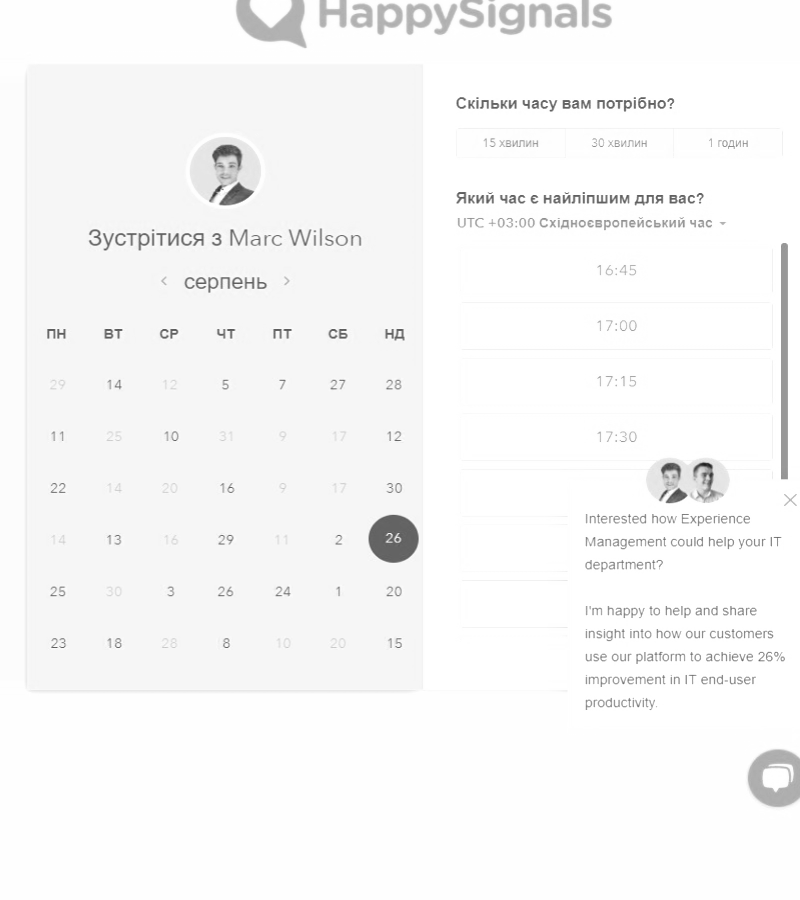 HappySignals
Зустрітися з Marc Wilson
серпень
ПН ВТ СР ЧТ ПТ СБ НД
29 14 12 5 7 27 28
11 25 10 31 9 17 12
22 14 20 16 9 17 30
14 13 16 29 11 2 26
25 30 3 26 24 1 20
23 18 28 8 10 20 15
Скільки часу вам потрібно?
15 хвилин 30 хвилин 1 годин
Який час є найліпшим для вас?
UTC +03:00 Східноєвропейський час
16:45
17:00
17:15
17:30
Interested how Experience
Management could help your IT
department?
I'm happy to help and share
insight into how our customers
use our platform to achieve 26%
improvement in IT end-user
productivity.